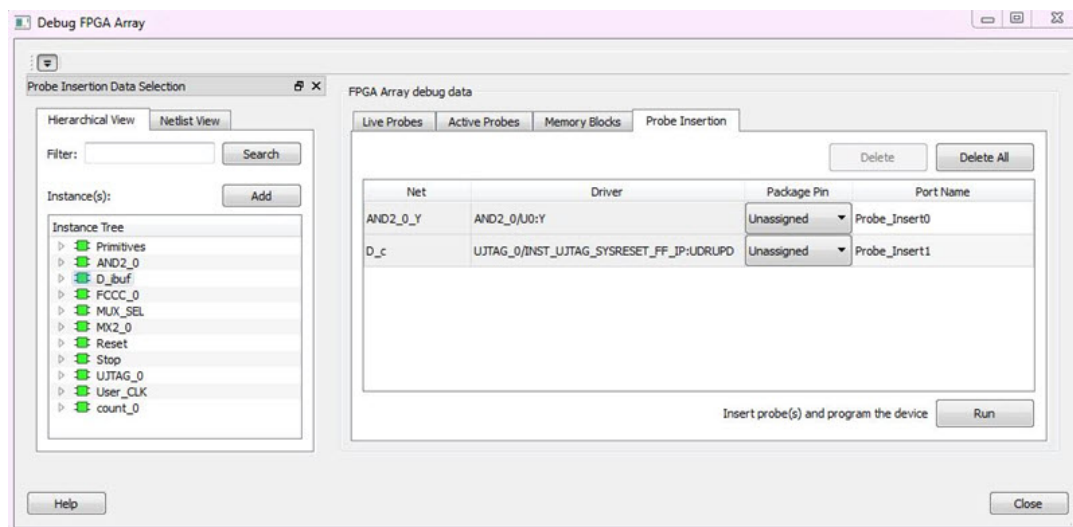 Debug FPGA Array
Probe Insertion Data Selection
Hierarchical View Netlist View
Filter: Search
Instance(s): Add
Instance Tree
Primitives
AND2_0
D_ibuf
FCCC_0
MUX_SEL
MX2_0
Reset
Stop
UJTAG_0
User_CLK
count_0
FPGA Array debug data
Live Probes Active Probes Memory Blocks Probe Insertion
Delete Delete All
Net Driver Package Pin Port Name
AND2_0_Y AND2_0/U0:Y Unassigned Probe_Insert0
D_c UJTAG_0/INST_UJTAG_SYSRESET_FF_IP:UDRUPD Unassigned Probe_Insert1
Insert probe(s) and program the device Run
Help Close